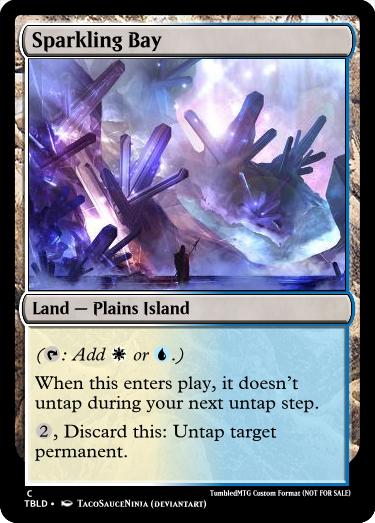 Sparkling Bay
Land — Plains Island
(: Add or .)
When this enters play, it doesn't
untap during your next untap step.
2, Discard this: Untap target
permanent.
C
TBLD • TacoSauceNinja (deviantart)
TumbledMTG Custom Format (NOT FOR SALE)